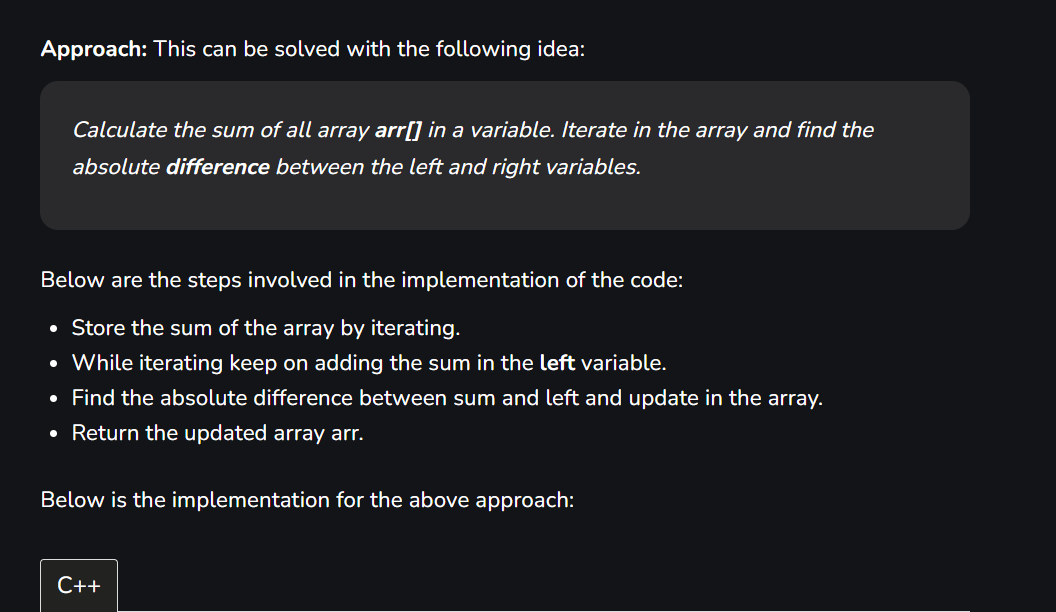 Approach: This can be solved with the following idea:
Calculate the sum of all array arr[] in a variable. Iterate in the array and find the
absolute difference between the left and right variables.
Below are the steps involved in the implementation of the code:
• Store the sum of the array by iterating.
• While iterating keep on adding the sum in the left variable.
• Find the absolute difference between sum and left and update in the array.
• Return the updated array arr.
Below is the implementation for the above approach:
C++